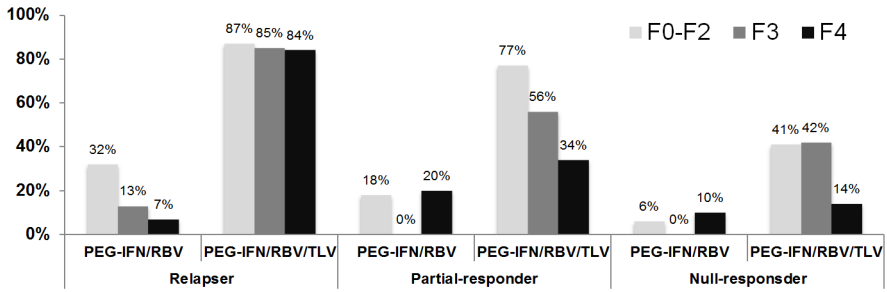 100%
80%
60%
40%
20%
0%
F0-F2 F3 F4
32% 13% 7%
87% 85% 84%
18% 0% 20%
77% 56% 34%
6% 0% 10%
41% 42% 14%
PEG-IFN/RBV PEG-IFN/RBV/TLV PEG-IFN/RBV PEG-IFN/RBV/TLV PEG-IFN/RBV PEG-IFN/RBV/TLV
Relapser Partial-responder Null-responsder